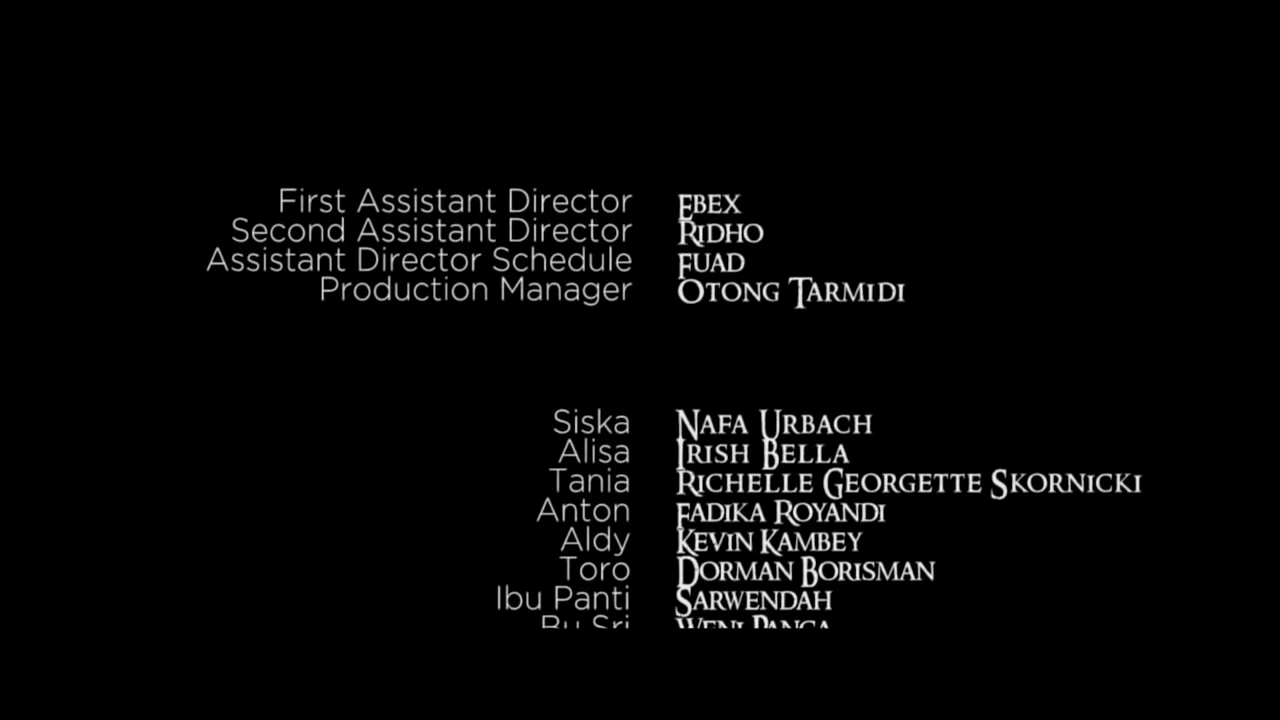 First Assistant Director Ebex
Second Assistant Director Ridho
Assistant Director Schedule Fuad
Production Manager Otong Tarmidi
Siska Nafa Urbach
Alisa Irish Bella
Tania Richelle Georgette Skornicki
Anton Fadika Royandi
Aldy Kevin Kambey
Toro Dorman Borisman
Ibu Panti Sarwendah
Bu Sri